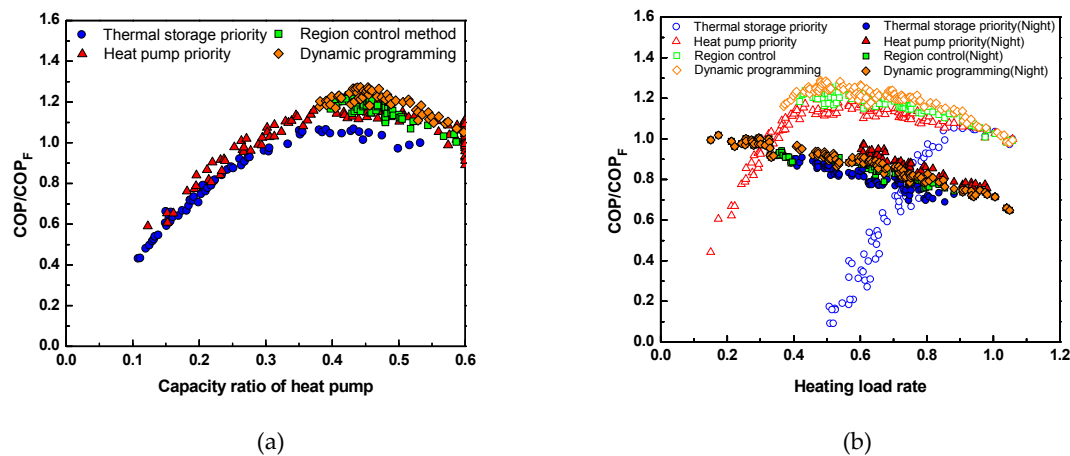 Thermal storage priority
Heat pump priority
Region control method
Dynamic programming
COP/COP_F
1.6
1.4
1.2
1.0
0.8
0.6
0.4
0.2
0.0
0.0 0.1 0.2 0.3 0.4 0.5 0.6
Capacity ratio of heat pump
(a)
Thermal storage priority
Heat pump priority
Region control
Dynamic programming
Thermal storage priority(Night)
Heat pump priority(Night)
Region control(Night)
Dynamic programming(Night)
COP/COP_F
1.6
1.4
1.2
1.0
0.8
0.6
0.4
0.2
0.0
0.0 0.2 0.4 0.6 0.8 1.0 1.2
Heating load rate
(b)